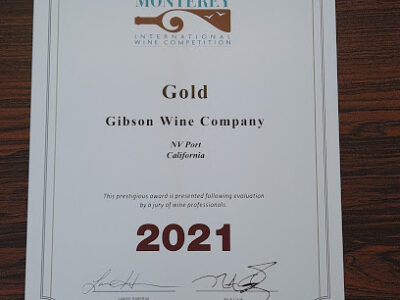 MONTEREY
INTERNATIONAL
WINE COMPETITION
Gold
Gibson Wine Company
NV Port
California
This prestigious award is presented following evaluation
by a jury of wine professionals.
2021